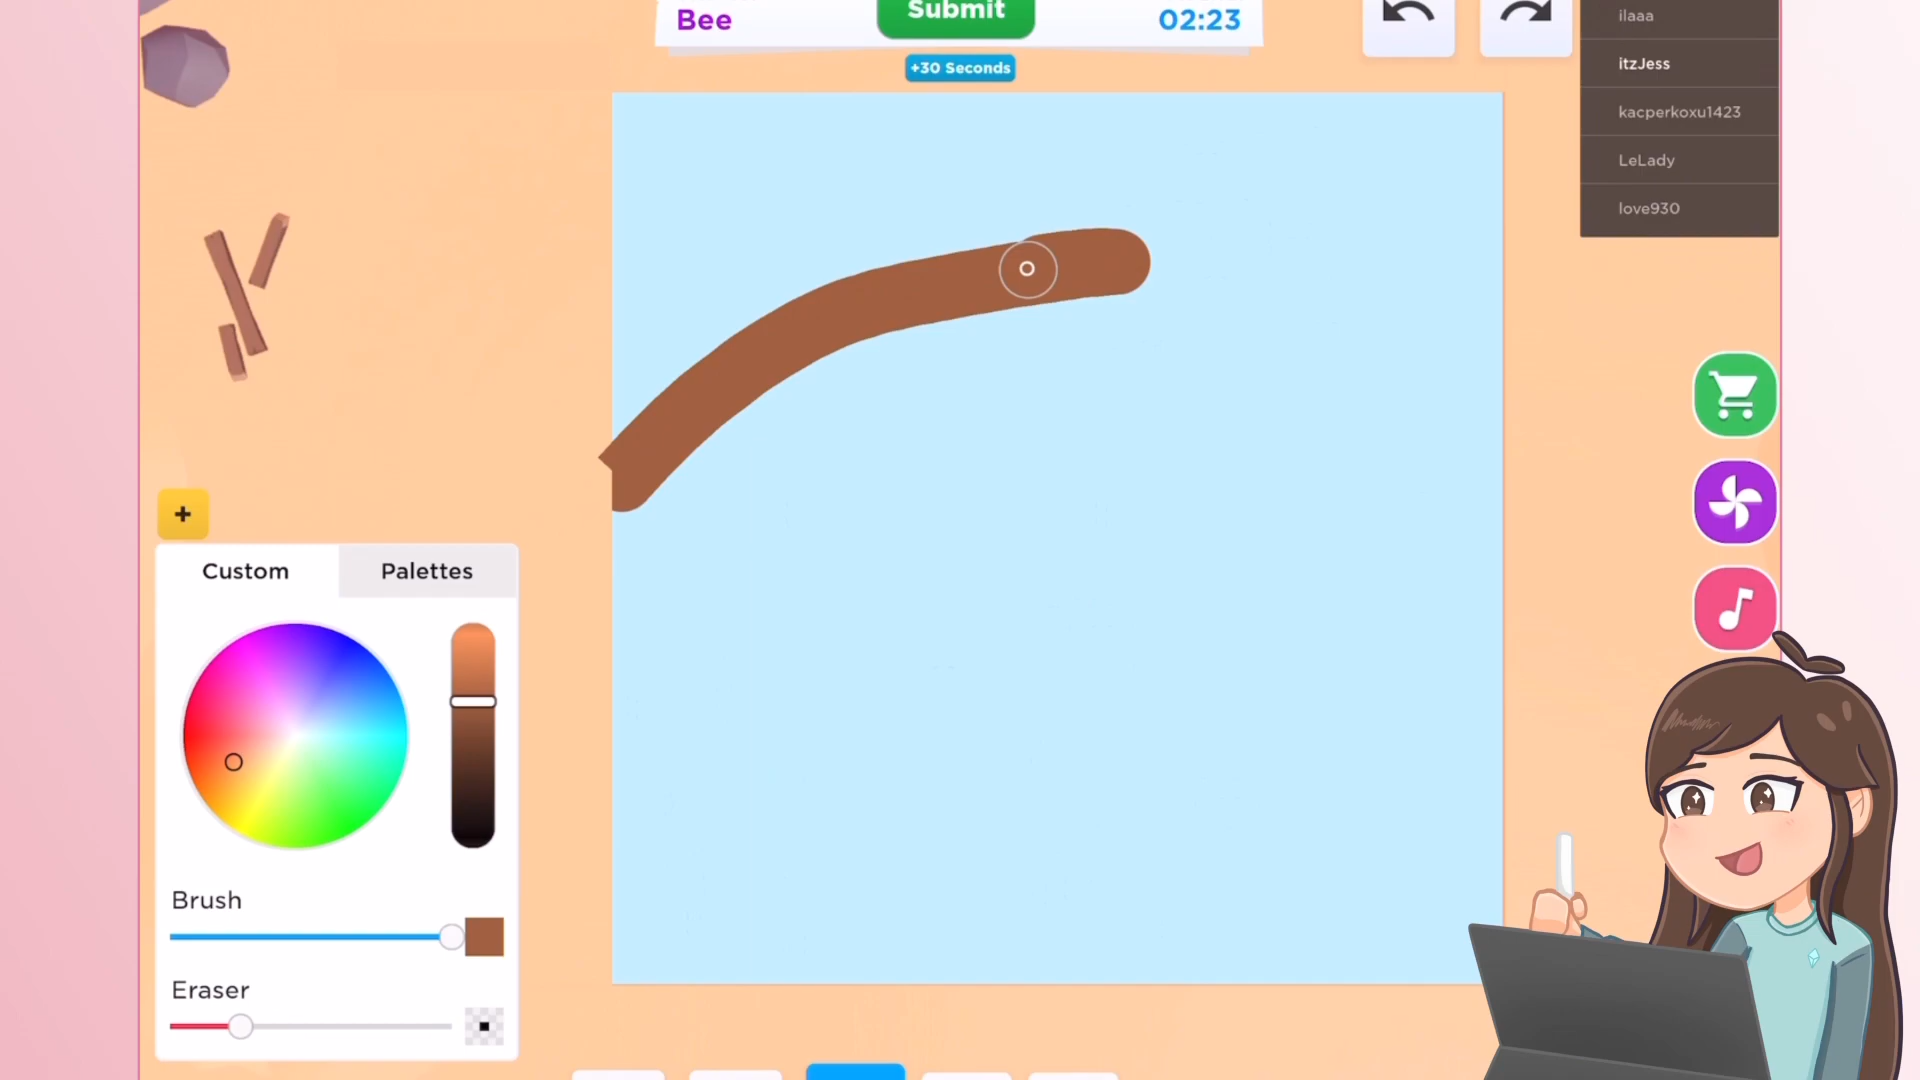 Bee
Submit
02:23
+30 Seconds
ilaaa
itzJess
kacperkoxu1423
LeLady
love930
+
Custom
Palettes
Brush
Eraser